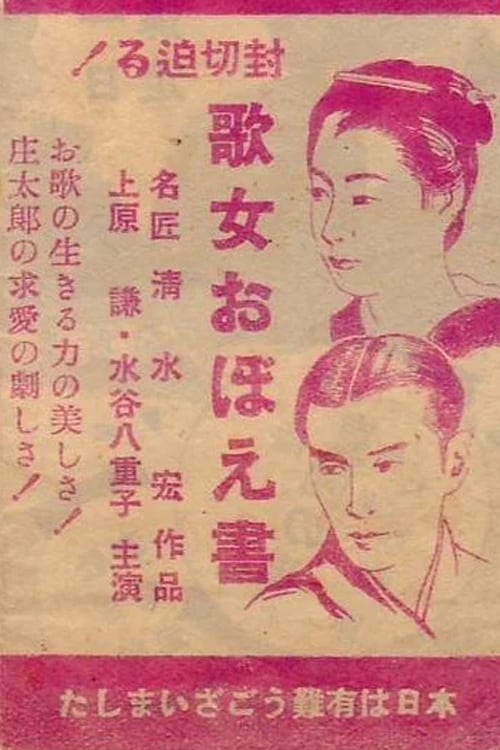 封切迫る！
歌女おぼえ書
名匠 清水 宏 作品
上原 謙・水谷八重子 主演
お歌の生きる力の美しさ！
庄太郎の求愛の劇しさ！
本日は有難うございました